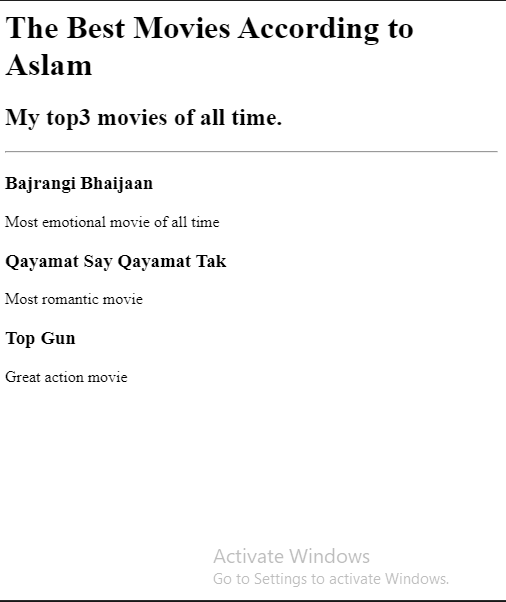 The Best Movies According to
Aslam
My top3 movies of all time.
Bajrangi Bhaijaan
Most emotional movie of all time
Qayamat Say Qayamat Tak
Most romantic movie
Top Gun
Great action movie
Activate Windows
Go to Settings to activate Windows.